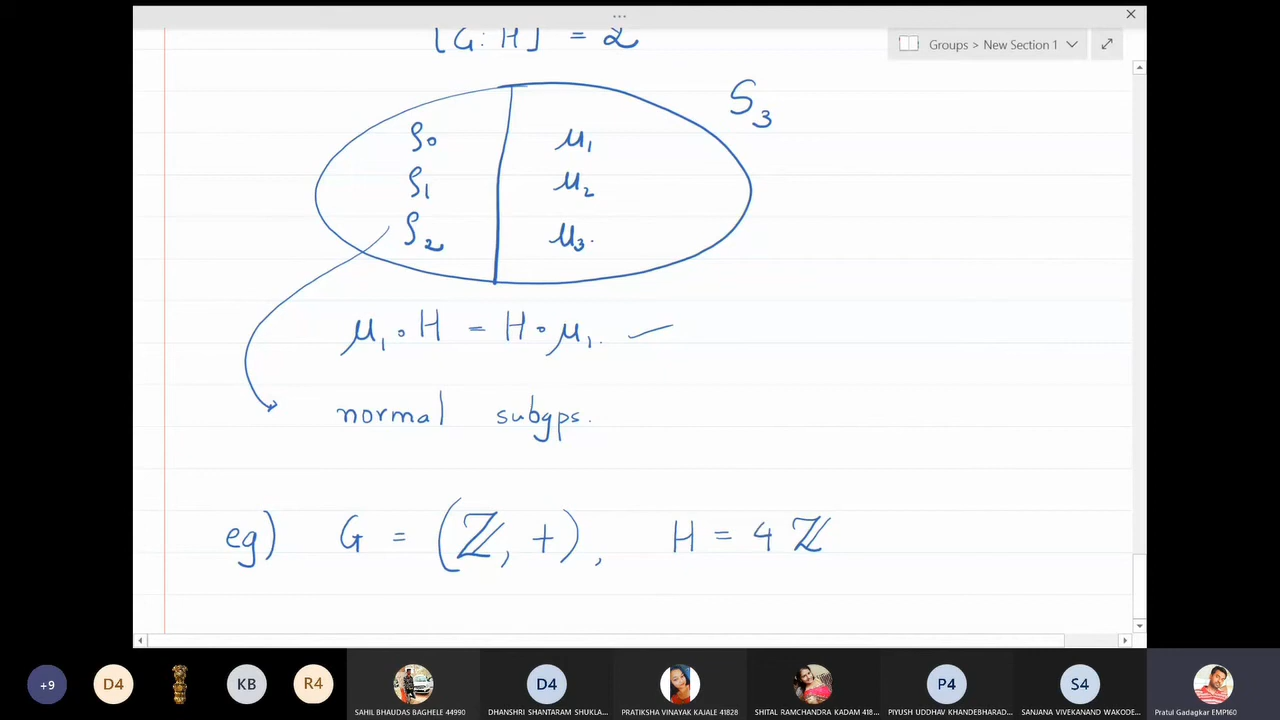 ...
[G:H] = 2
Groups > New Section 1
S₃
ρ₀ μ₁
ρ₁ μ₂
ρ₂ μ₃.
μ₁∘H = H∘μ₁.
normal subgps.
eg) G = (ℤ, +), H = 4ℤ
+9 D4 KB R4 D4 P4 S4
SAHIL BHAUDAS BAGHELE 44990 DHANSHRI SHANTARAM SHUKLA... PRATIKSHA VINAYAK KAJALE 41828 SHITAL RAMCHANDRA KADAM 418... PIYUSH UDDHAV KHANDEBHARAD... SANJANA VIVEKANAND WAKODE... Pratul Gadagkar EMP160